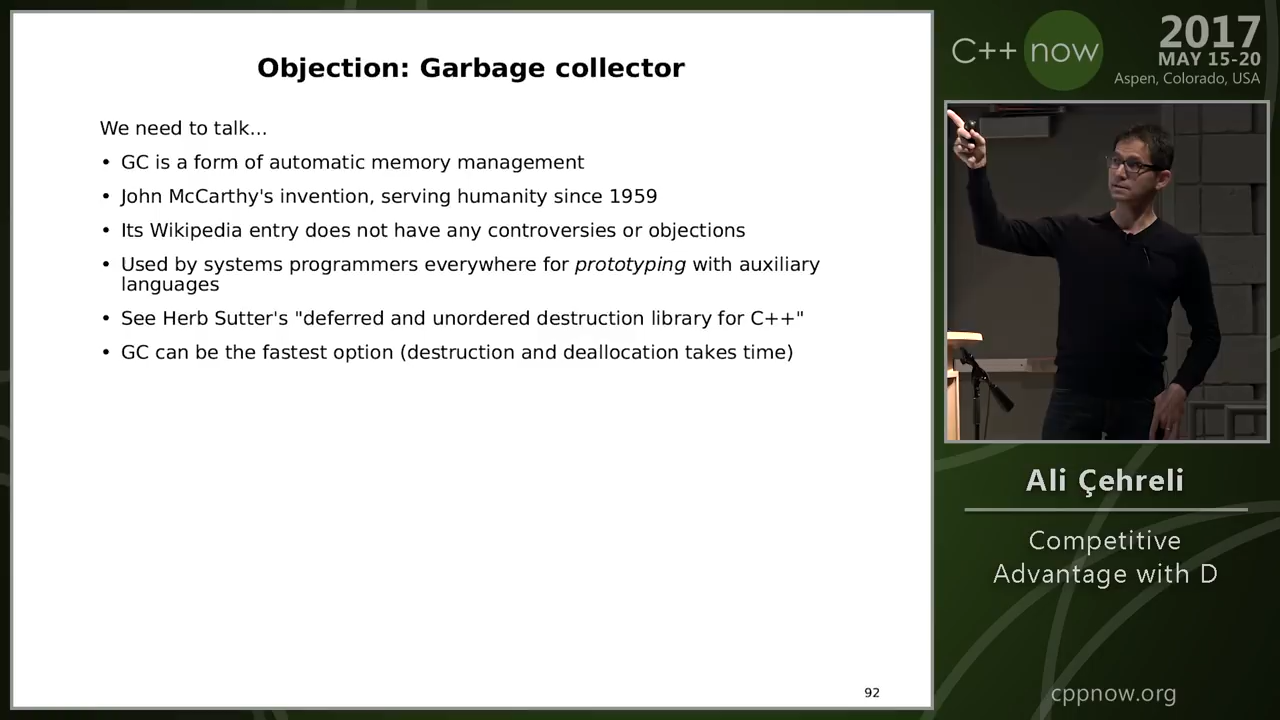 Objection: Garbage collector
We need to talk...
• GC is a form of automatic memory management
• John McCarthy's invention, serving humanity since 1959
• Its Wikipedia entry does not have any controversies or objections
• Used by systems programmers everywhere for prototyping with auxiliary
languages
• See Herb Sutter's "deferred and unordered destruction library for C++"
• GC can be the fastest option (destruction and deallocation takes time)
92
C++ now
2017
MAY 15-20
Aspen, Colorado, USA
Ali Çehreli
Competitive
Advantage with D
cppnow.org